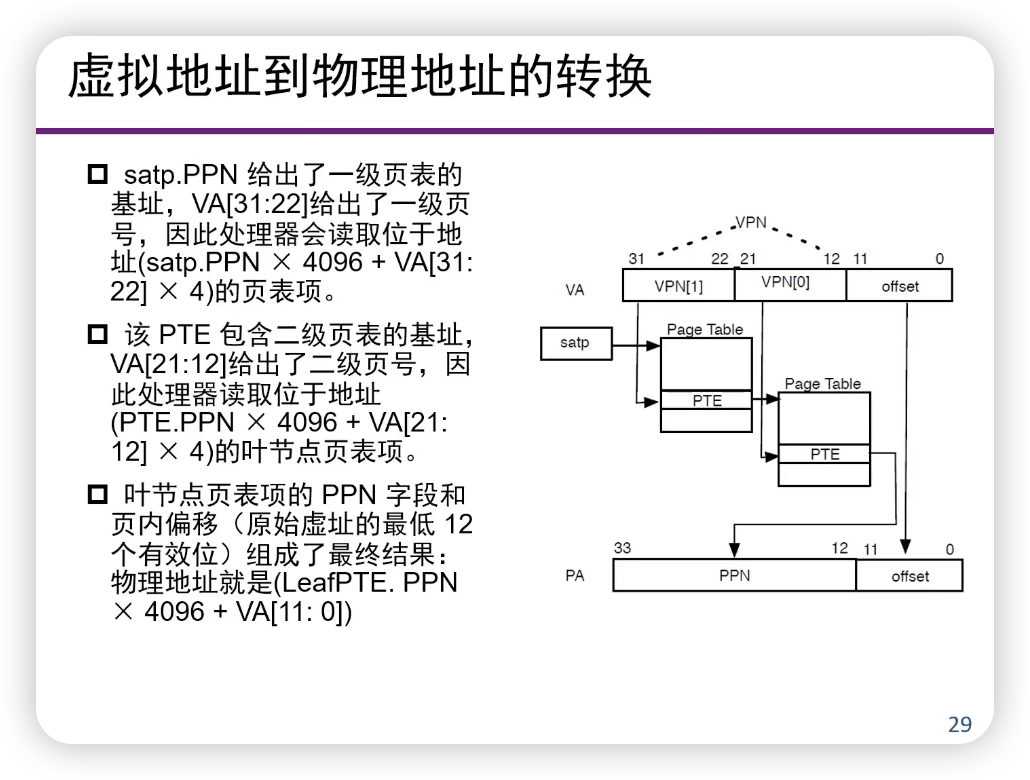 虚拟地址到物理地址的转换
satp.PPN 给出了一级页表的
基址，VA[31:22]给出了一级页
号，因此处理器会读取位于地
址(satp.PPN × 4096 + VA[31:
22] × 4)的页表项。
该 PTE 包含二级页表的基址，
VA[21:12]给出了二级页号，因
此处理器读取位于地址
(PTE.PPN × 4096 + VA[21:
12] × 4)的叶节点页表项。
叶节点页表项的 PPN 字段和
页内偏移（原始虚址的最低 12
个有效位）组成了最终结果：
物理地址就是(LeafPTE. PPN
× 4096 + VA[11: 0])
VPN
31 22 21 12 11 0
VA VPN[1] VPN[0] offset
satp
Page Table
PTE
Page Table
PTE
33 12 11 0
PA PPN offset
29